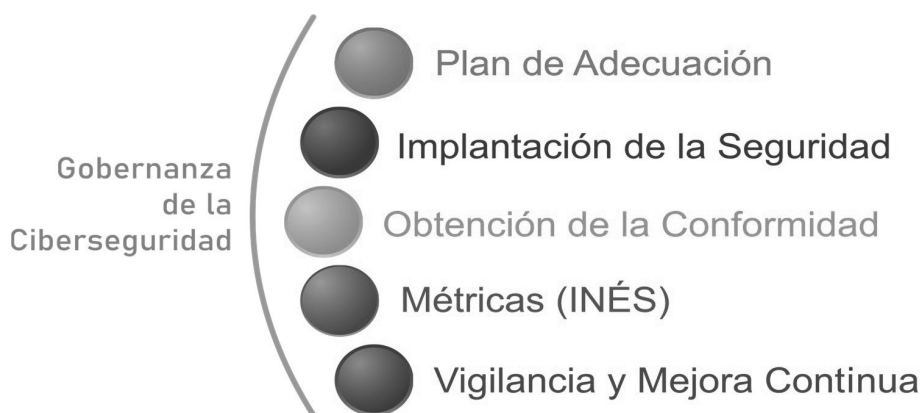 Gobernanza
de la
Ciberseguridad
Plan de Adecuación
Implantación de la Seguridad
Obtención de la Conformidad
Métricas (INÉS)
Vigilancia y Mejora Continua